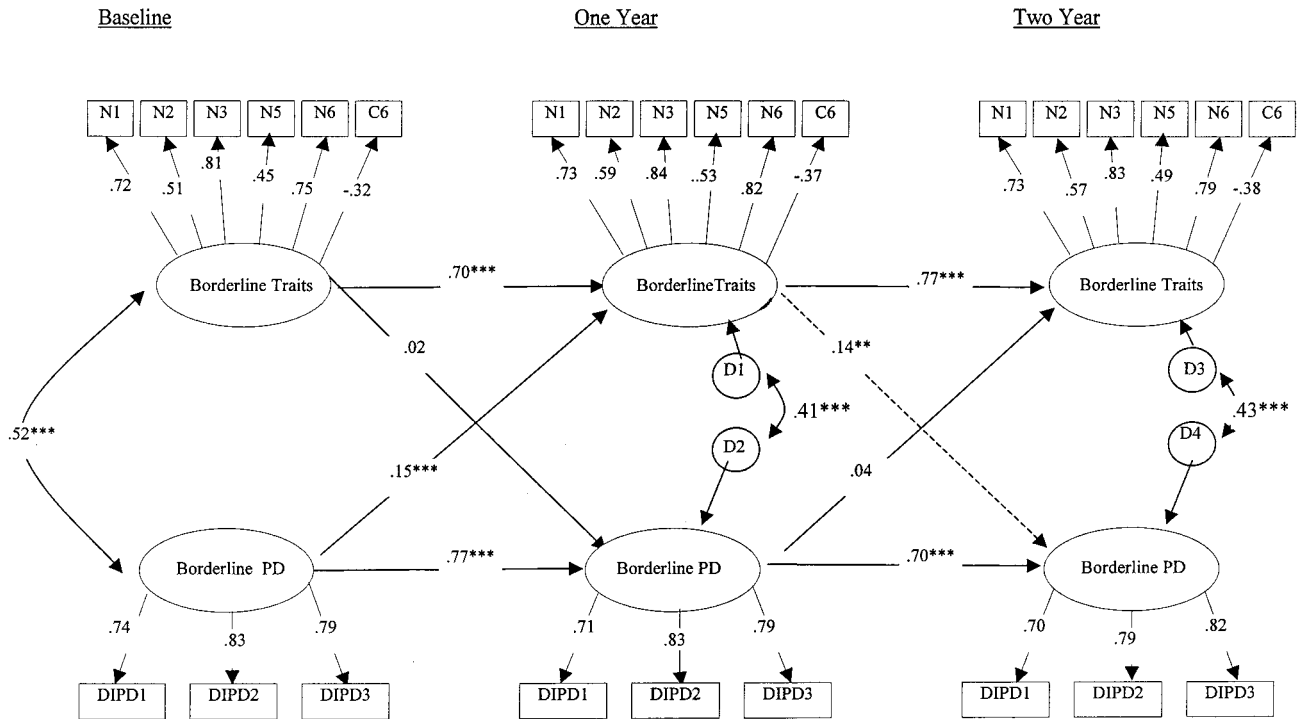 Baseline One Year Two Year
N1 N2 N3 N5 N6 C6 N1 N2 N3 N5 N6 C6 N1 N2 N3 N5 N6 C6
.72 .51 .81 .45 .75 -.32 .73 .59 .84 ..53 .82 -.37 .73 .57 .83 .49 .79 -.38
Borderline Traits .70*** BorderlineTraits .77*** Borderline Traits
.02 .14**
D1 D3
.52*** .41*** .43***
D2 D4
.15*** .04
Borderline PD .77*** Borderline PD .70*** Borderline PD
.74 .83 .79 .71 .83 .79 .70 .79 .82
DIPD1 DIPD2 DIPD3 DIPD1 DIPD2 DIPD3 DIPD1 DIPD2 DIPD3